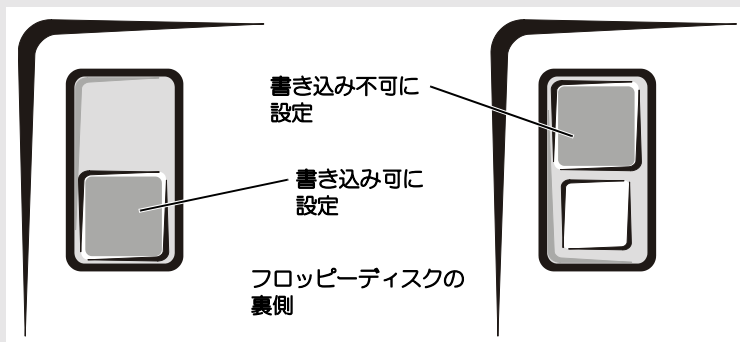 書き込み不可に
設定
書き込み可に
設定
フロッピーディスクの
裏側